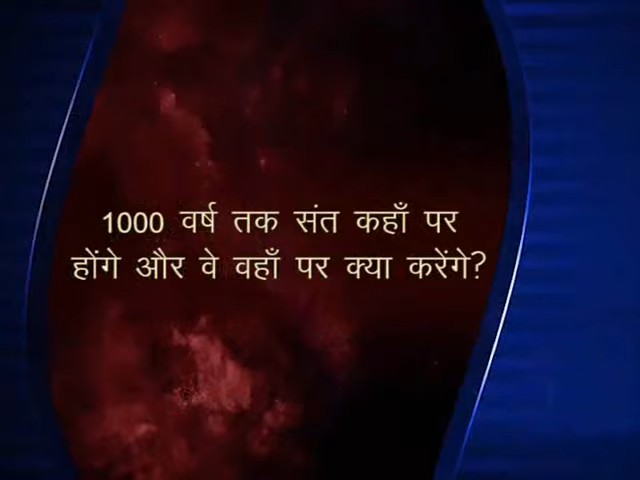 1000 वर्ष तक संत कहाँ पर
होंगे और वे वहाँ पर क्या करेंगे?